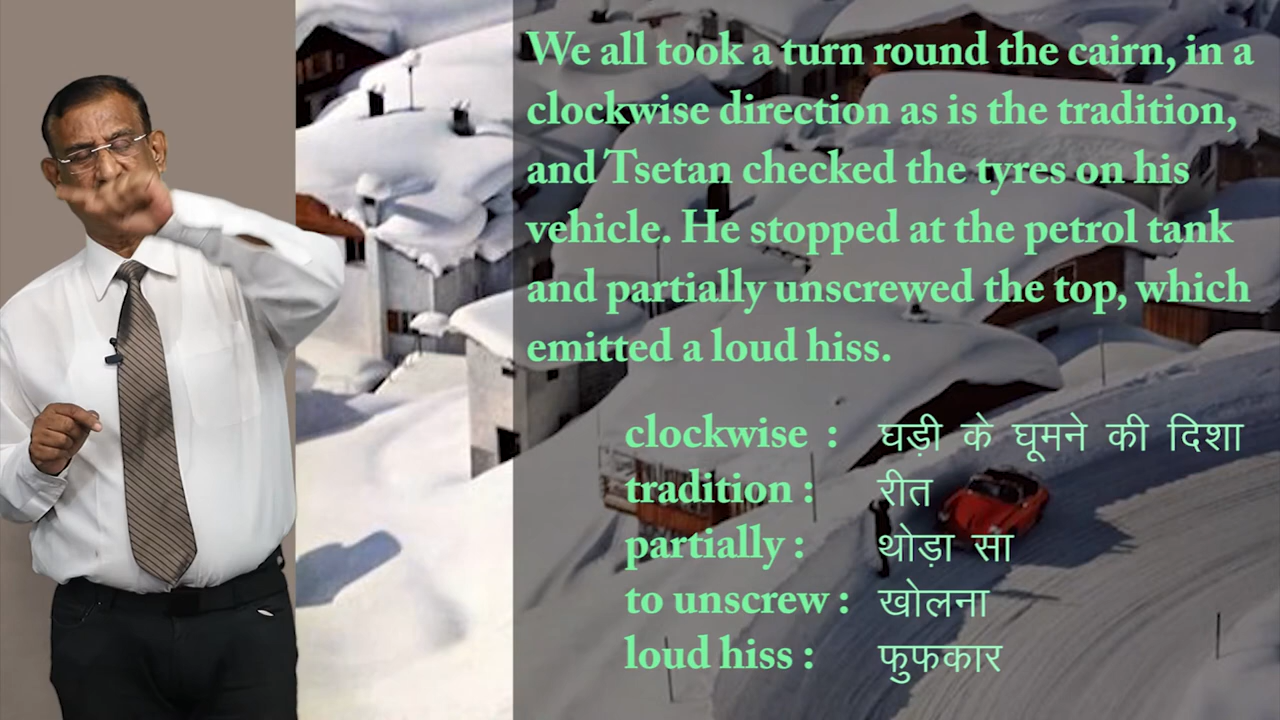 We all took a turn round the cairn, in a
clockwise direction as is the tradition,
and Tsetan checked the tyres on his
vehicle. He stopped at the petrol tank
and partially unscrewed the top, which
emitted a loud hiss.
clockwise : घड़ी के घूमने की दिशा
tradition : रीत
partially : थोड़ा सा
to unscrew : खोलना
loud hiss : फुफकार